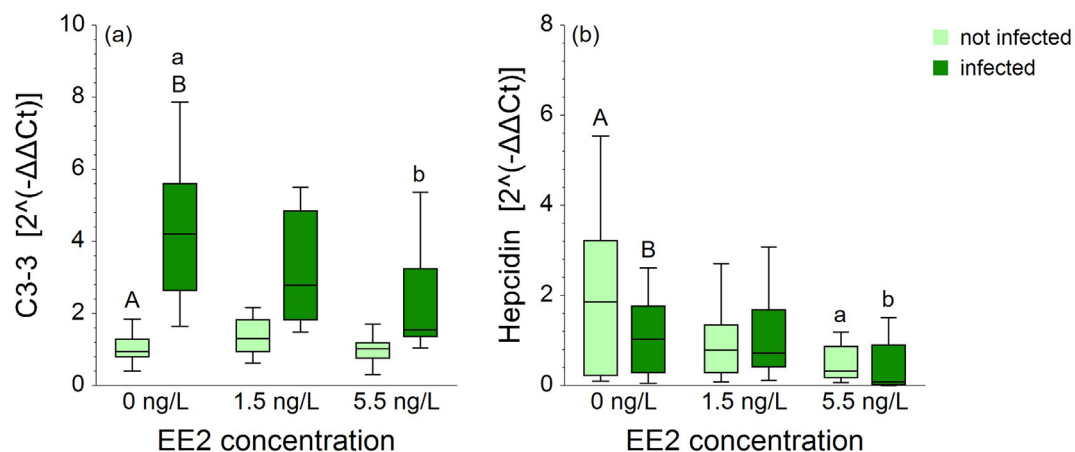 (a)
C3-3 [2^(-ΔΔCt)]
10
8
6
4
2
0
A
a
B
b
0 ng/L 1.5 ng/L 5.5 ng/L
EE2 concentration
(b)
Hepcidin [2^(-ΔΔCt)]
8
6
4
2
0
A
B
a
b
0 ng/L 1.5 ng/L 5.5 ng/L
EE2 concentration
not infected
infected